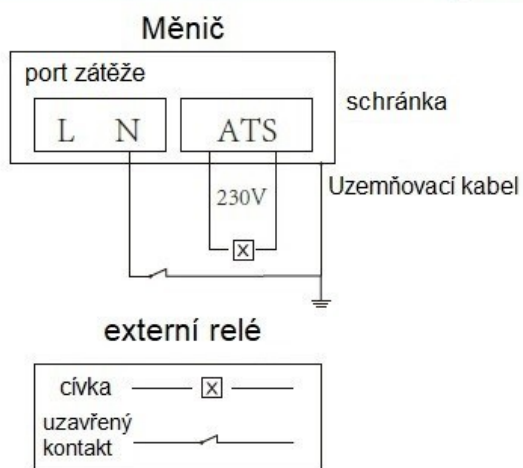 Měnič
port zátěže
schránka
L N
ATS
230V
Uzemňovací kabel
X
externí relé
cívka
X
uzavřený
kontakt